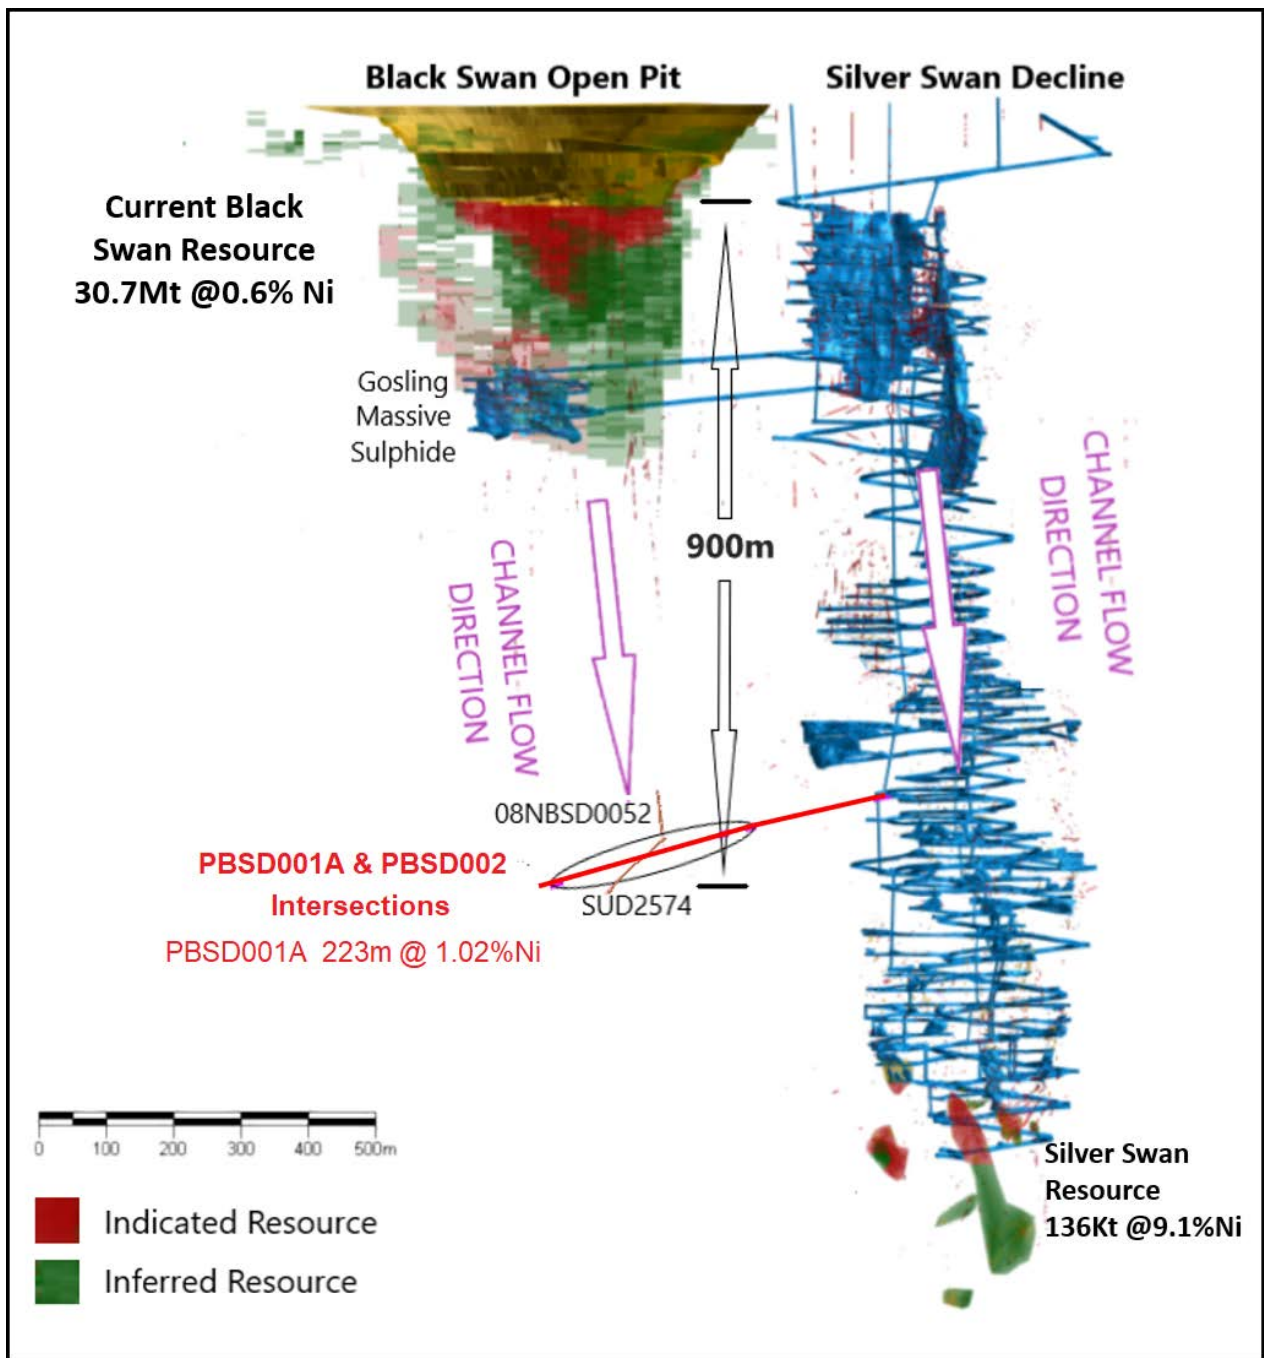 Black Swan Open Pit
Silver Swan Decline
Current Black
Swan Resource
30.7Mt @0.6% Ni
Gosling
Massive
Sulphide
CHANNEL-FLOW
DIRECTION
900m
CHANNEL-FLOW
DIRECTION
08NBSD0052
PBSD001A & PBSD002
Intersections
PBSD001A 223m @ 1.02%Ni
SUD2574
0 100 200 300 400 500m
Indicated Resource
Inferred Resource
Silver Swan
Resource
136Kt @9.1%Ni